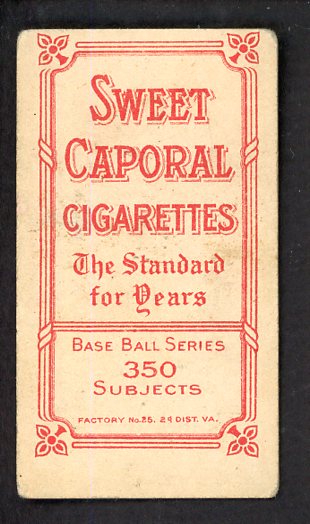 SWEET
CAPORAL
CIGARETTES
The Standard
for Years
BASE BALL SERIES
350
SUBJECTS
FACTORY No. 25, 2d DIST. VA.